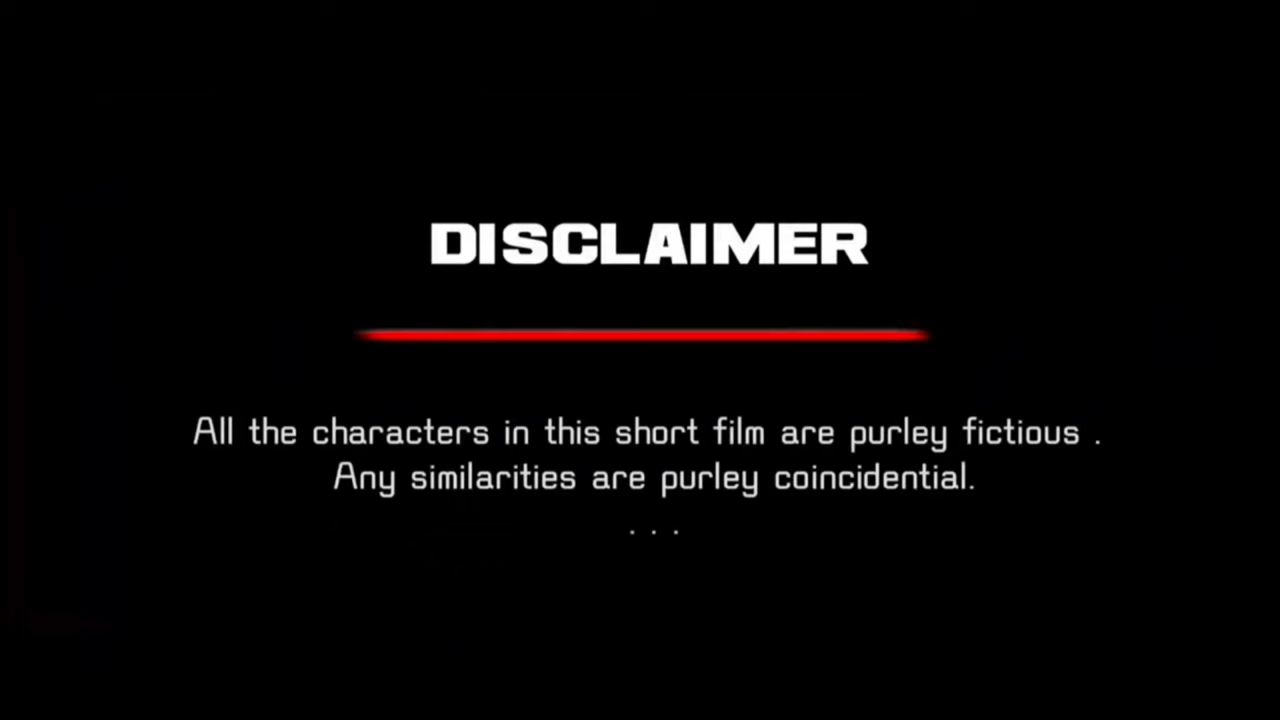 DISCLAIMER
All the characters in this short film are purley fictious .
Any similarities are purley coincidential.
. . .